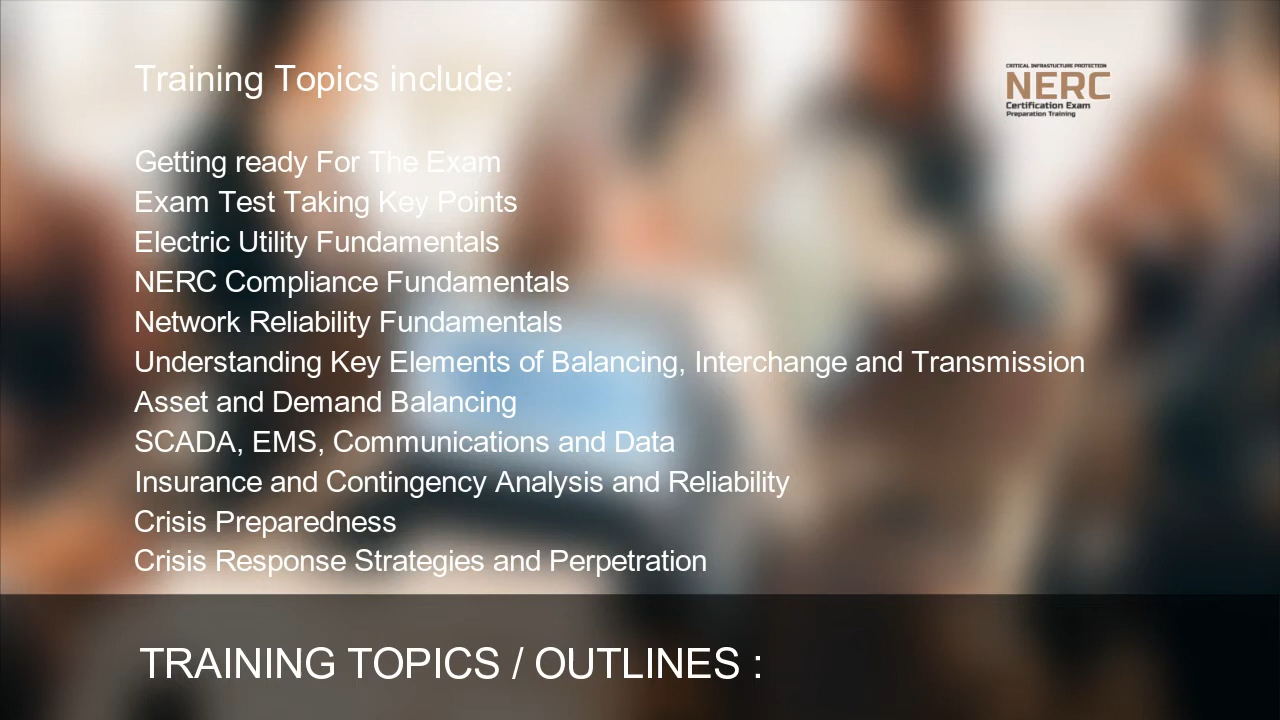 Training Topics include:
CRITICAL INFRASTUCTURE PROTECTION
NERC
Certification Exam
Preparation Training
Getting ready For The Exam
Exam Test Taking Key Points
Electric Utility Fundamentals
NERC Compliance Fundamentals
Network Reliability Fundamentals
Understanding Key Elements of Balancing, Interchange and Transmission
Asset and Demand Balancing
SCADA, EMS, Communications and Data
Insurance and Contingency Analysis and Reliability
Crisis Preparedness
Crisis Response Strategies and Perpetration
TRAINING TOPICS / OUTLINES :